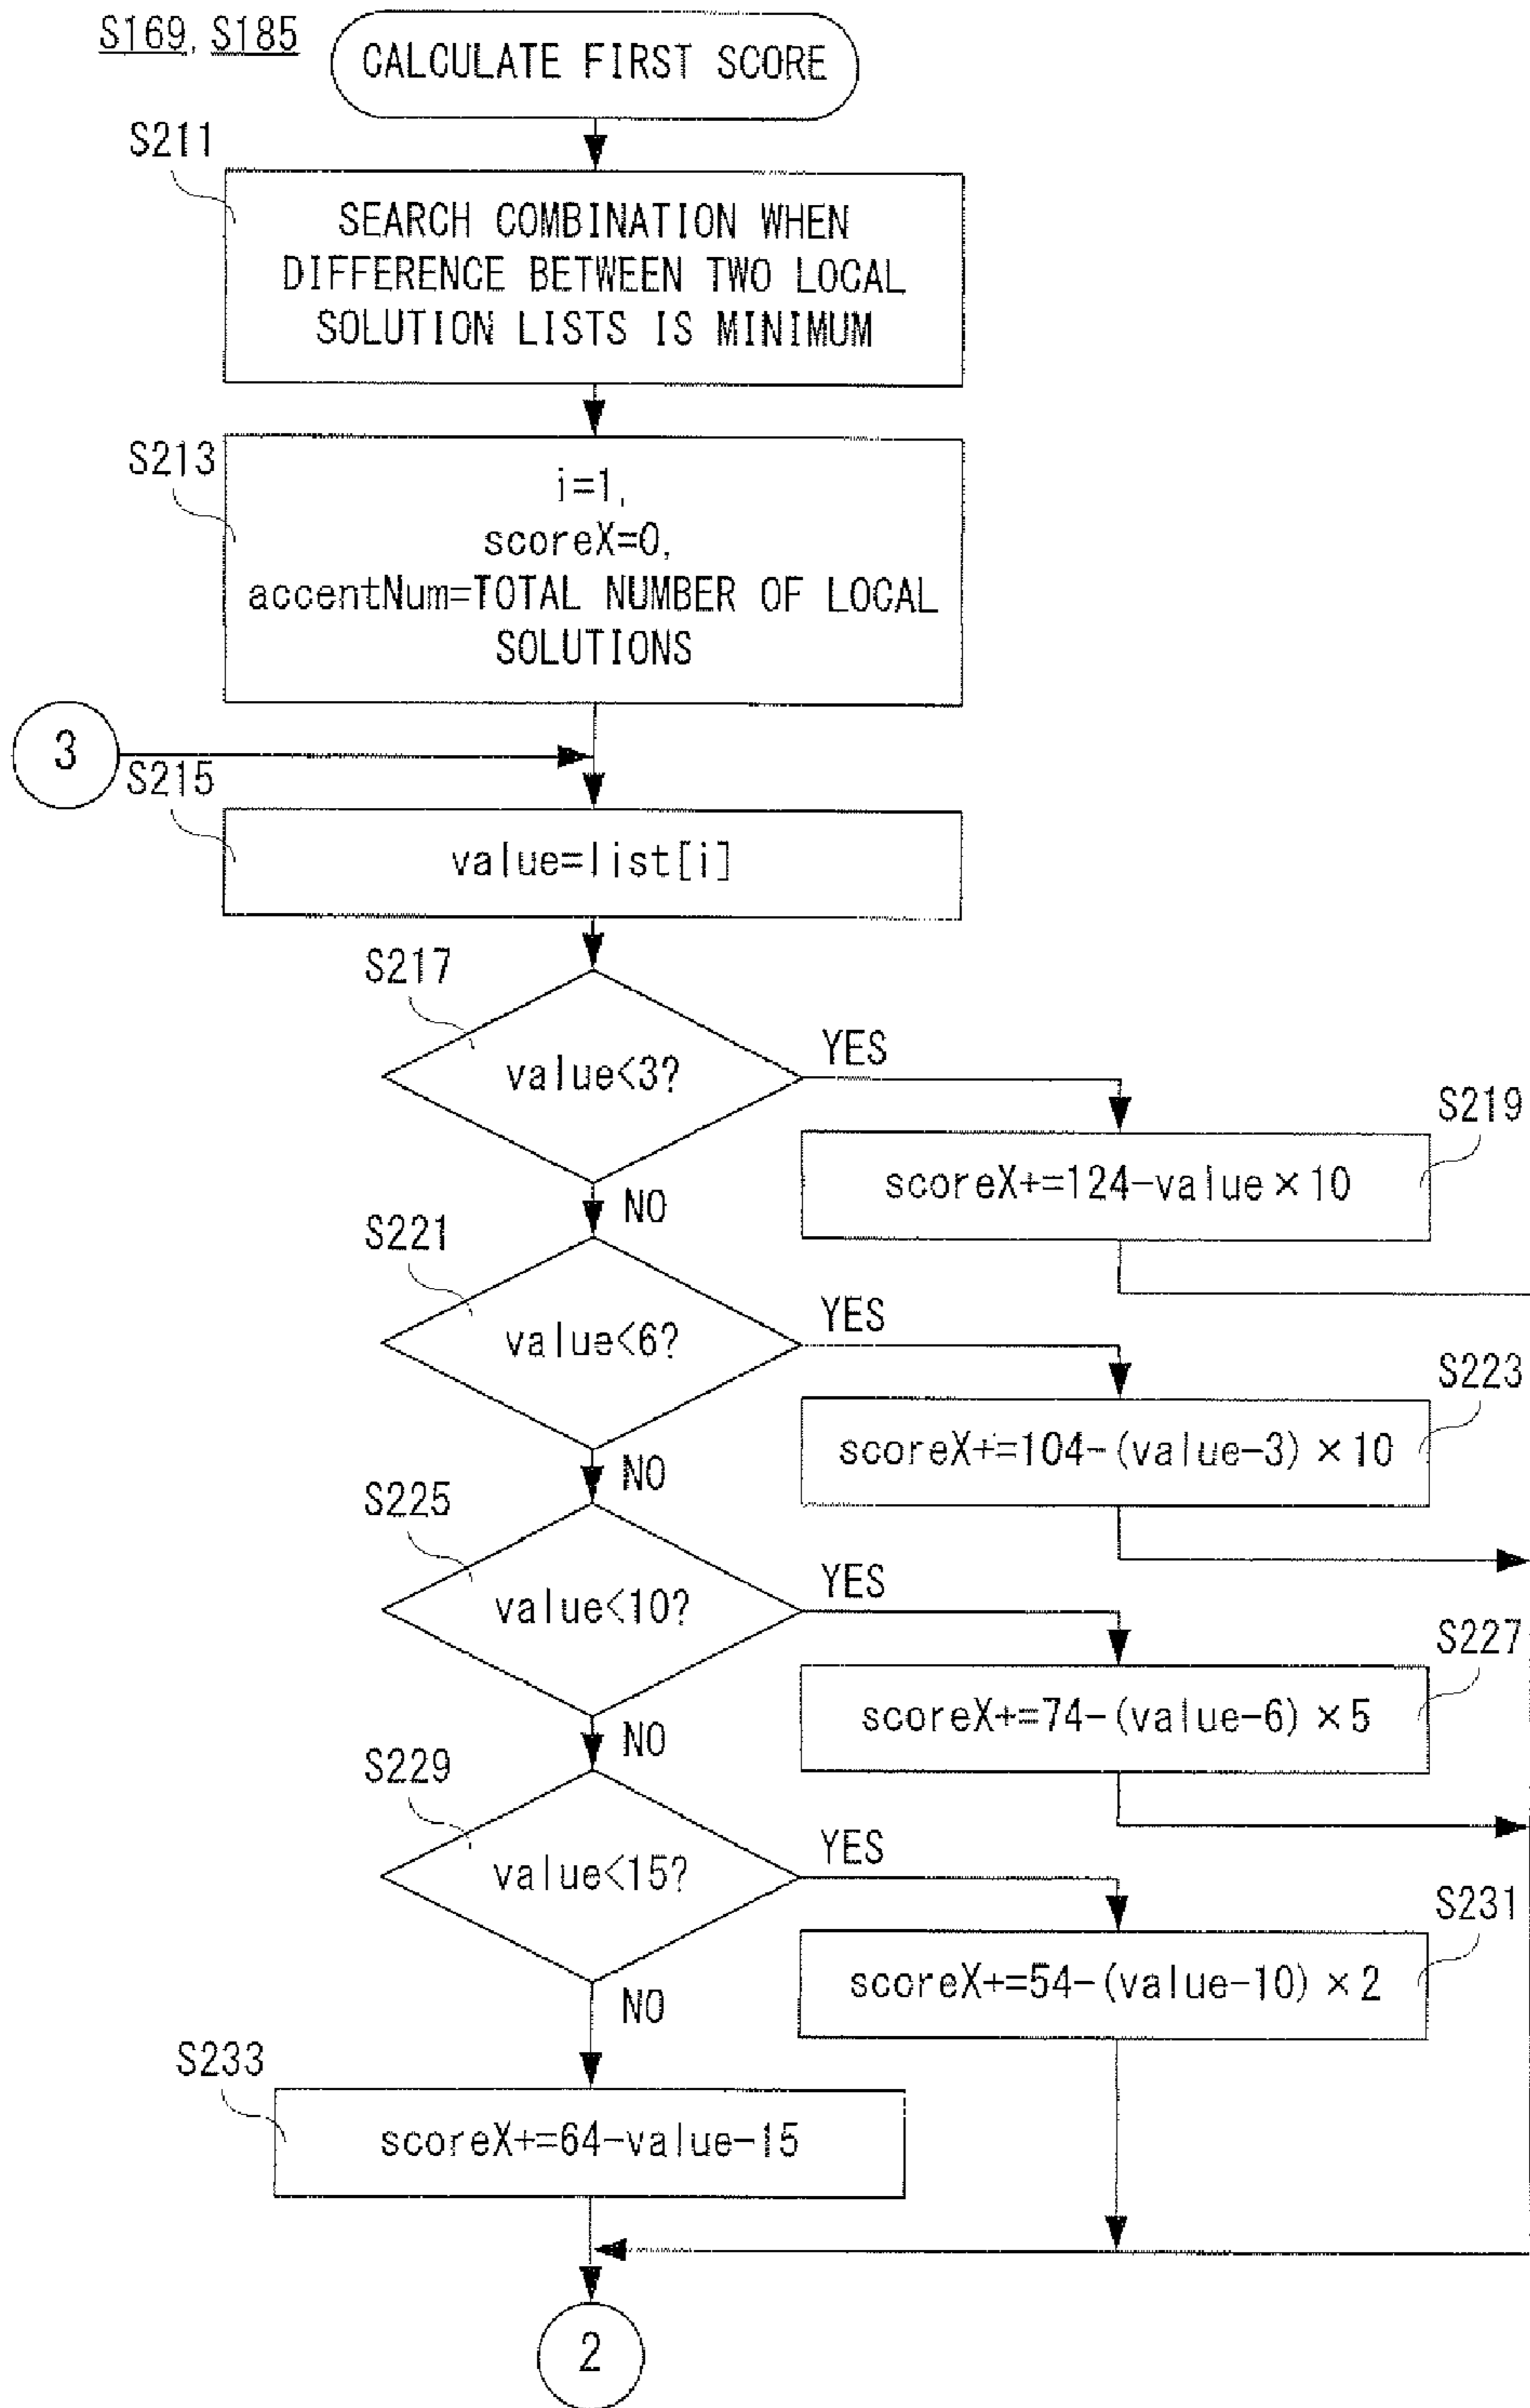 S169, S185
CALCULATE FIRST SCORE
S211
SEARCH COMBINATION WHEN
DIFFERENCE BETWEEN TWO LOCAL
SOLUTION LISTS IS MINIMUM
S213
i=1,
scoreX=0,
accentNum=TOTAL NUMBER OF LOCAL
SOLUTIONS
3
S215
value=list[i]
S217
value<3?
YES
S219
scoreX+=124-value×10
NO
S221
value<6?
YES
S223
scoreX+=104-(value-3)×10
NO
S225
value<10?
YES
S227
scoreX+=74-(value-6)×5
NO
S229
value<15?
YES
S231
scoreX+=54-(value-10)×2
NO
S233
scoreX+=64-value-15
2